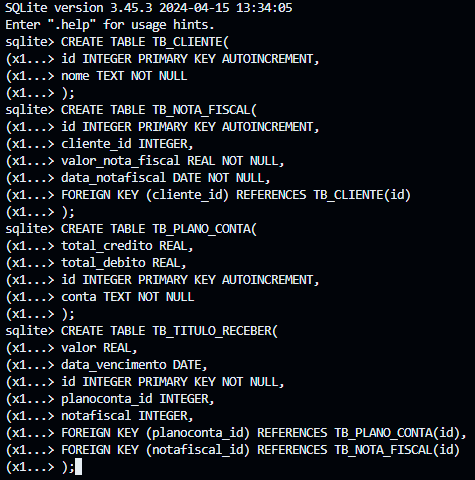 SQLite version 3.45.3 2024-04-15 13:34:05
Enter ".help" for usage hints.
sqlite> CREATE TABLE TB_CLIENTE(
(x1...> id INTEGER PRIMARY KEY AUTOINCREMENT,
(x1...> nome TEXT NOT NULL
(x1...> );
sqlite> CREATE TABLE TB_NOTA_FISCAL(
(x1...> id INTEGER PRIMARY KEY AUTOINCREMENT,
(x1...> cliente_id INTEGER,
(x1...> valor_nota_fiscal REAL NOT NULL,
(x1...> data_notafiscal DATE NOT NULL,
(x1...> FOREIGN KEY (cliente_id) REFERENCES TB_CLIENTE(id)
(x1...> );
sqlite> CREATE TABLE TB_PLANO_CONTA(
(x1...> total_credito REAL,
(x1...> total_debito REAL,
(x1...> id INTEGER PRIMARY KEY AUTOINCREMENT,
(x1...> conta TEXT NOT NULL
(x1...> );
sqlite> CREATE TABLE TB_TITULO_RECEBER(
(x1...> valor REAL,
(x1...> data_vencimento DATE,
(x1...> id INTEGER PRIMARY KEY NOT NULL,
(x1...> planoconta_id INTEGER,
(x1...> notafiscal INTEGER,
(x1...> FOREIGN KEY (planoconta_id) REFERENCES TB_PLANO_CONTA(id),
(x1...> FOREIGN KEY (notafiscal_id) REFERENCES TB_NOTA_FISCAL(id)
(x1...> );